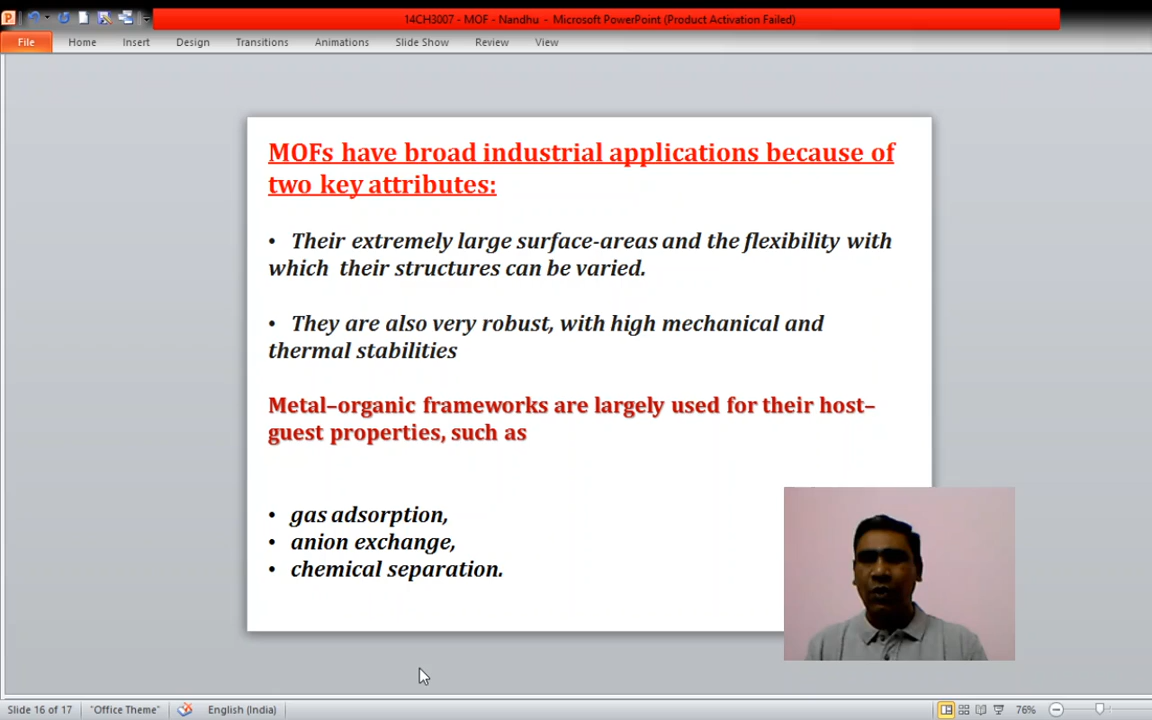 14CH3007 - MOF - Nandhu - Microsoft PowerPoint (Product Activation Failed)
File Home Insert Design Transitions Animations Slide Show Review View
MOFs have broad industrial applications because of
two key attributes:
• Their extremely large surface-areas and the flexibility with
which their structures can be varied.
• They are also very robust, with high mechanical and
thermal stabilities
Metal–organic frameworks are largely used for their host–
guest properties, such as
• gas adsorption,
• anion exchange,
• chemical separation.
Slide 16 of 17 "Office Theme" English (India) 76%